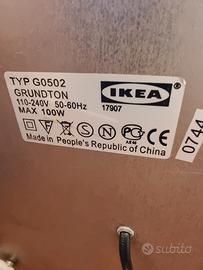 TYP G0502
GRUNDTON
110-240V 50-60Hz
MAX 100W
IKEA
17907
Made in People's Republic of China
0744
subito